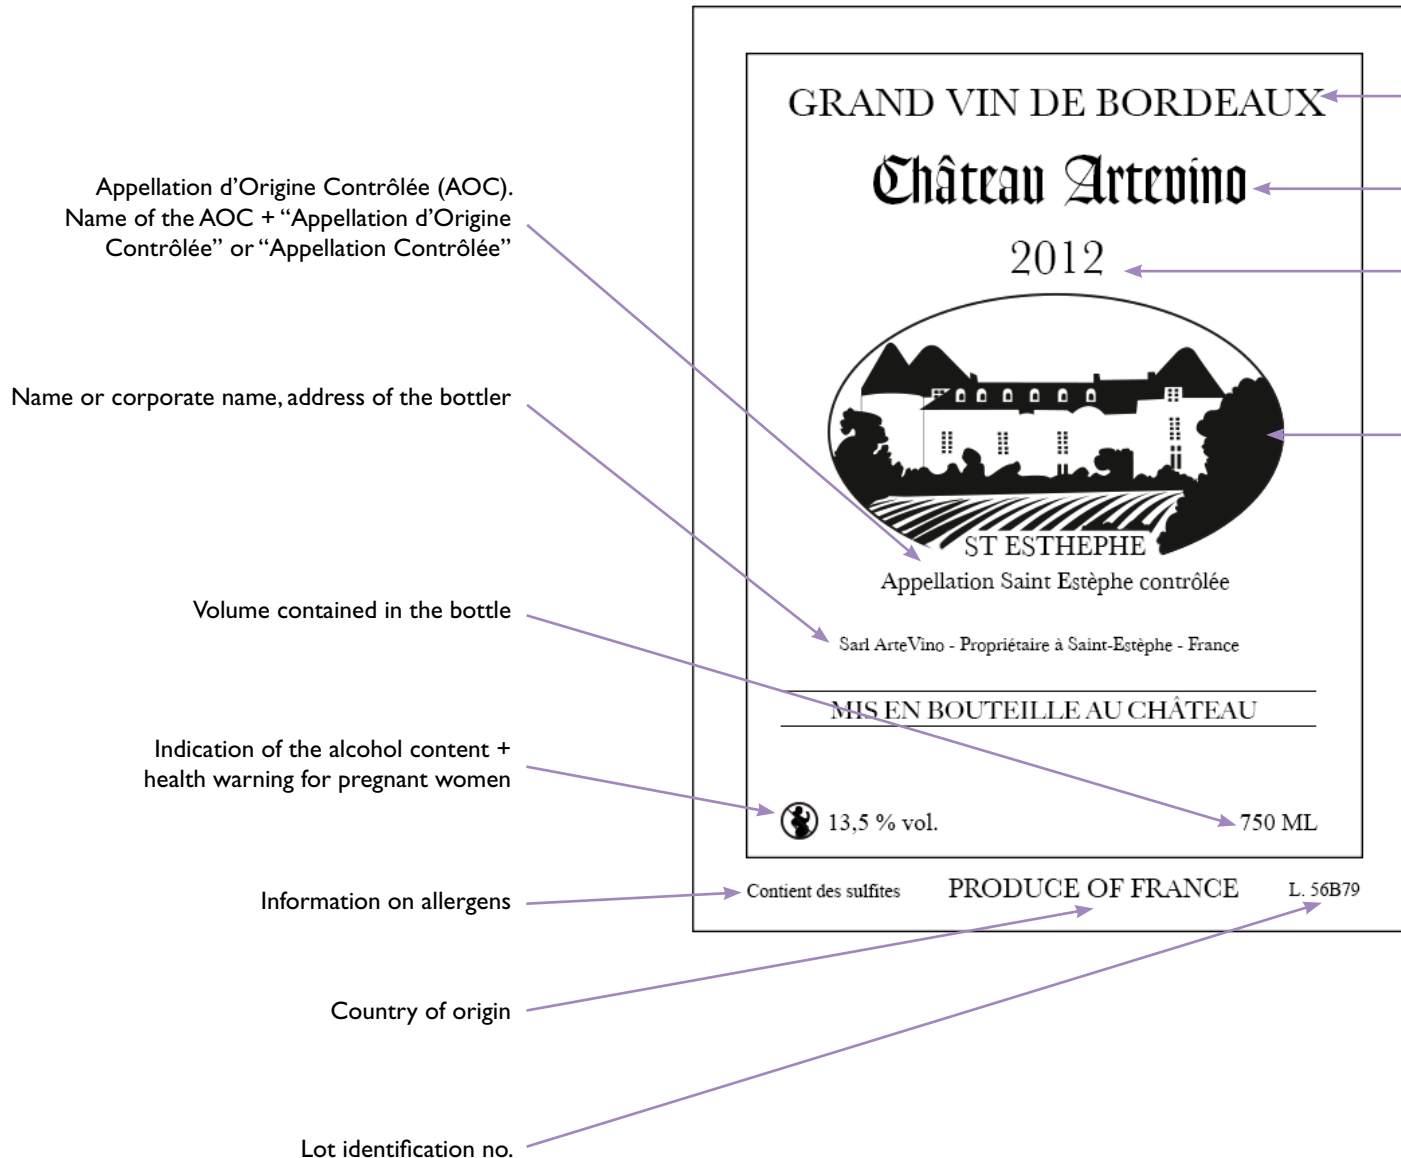 Appellation d’Origine Contrôlée (AOC).
Name of the AOC + “Appellation d’Origine
Contrôlée” or “Appellation Contrôlée”
Name or corporate name, address of the bottler
Volume contained in the bottle
Indication of the alcohol content +
health warning for pregnant women
Information on allergens
Country of origin
Lot identification no.
GRAND VIN DE BORDEAUX
Château Artevino
2012
ST ESTHEPHE
Appellation Saint Estèphe contrôlée
Sarl ArteVino - Propriétaire à Saint-Estèphe - France
MIS EN BOUTEILLE AU CHÂTEAU
13,5 % vol.
750 ML
Contient des sulfites
PRODUCE OF FRANCE
L. 56B79